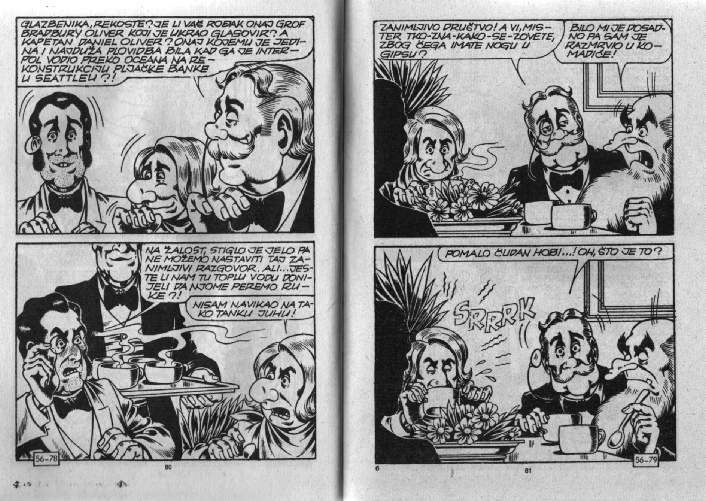 GLAZBENIKA, REKOSTE? JE LI VAŠ ROĐAK ONAJ GROF
BRADBURY OLIVER KOJI JE UKRAO GLASOVIR? A
KAPETAN DANIEL OLIVER? ONAJ KOJEMU JE JEDI-
NA I NAJDUŽA PLOVIDBA BILA KAD GA JE INTER-
POL VODIO PREKO OCEANA NA RE-
KONSTRUKCIJU PLJAČKE BANKE
U SEATTLEU?!
NA ŽALOST, STIGLO JE JELO PA
NE MOŽEMO NASTAVITI TAJ ZA-
NIMLJIVI RAZGOVOR. ALI...JES-
TE LI NAM TU TOPLU VODU DONI-
JELI DA NJOME PEREMO RU-
KE?!
NISAM NAVIKAO NA TA-
KO TANKU JUHU!
56-78
80
ZANIMLJIVO DRUŠTVO! A VI, MIS-
TER TKO-ZNA-KAKO-SE-ZOVETE,
ZBOG ČEGA IMATE NOGU U
GIPSU?
BILO MI JE DOSAD-
NO PA SAM JE
RAZMRVIO U KO-
MADIĆE!
POMALO ČUDAN HOBI...! OH, ŠTO JE TO?
SRRRK
56-79
6
81